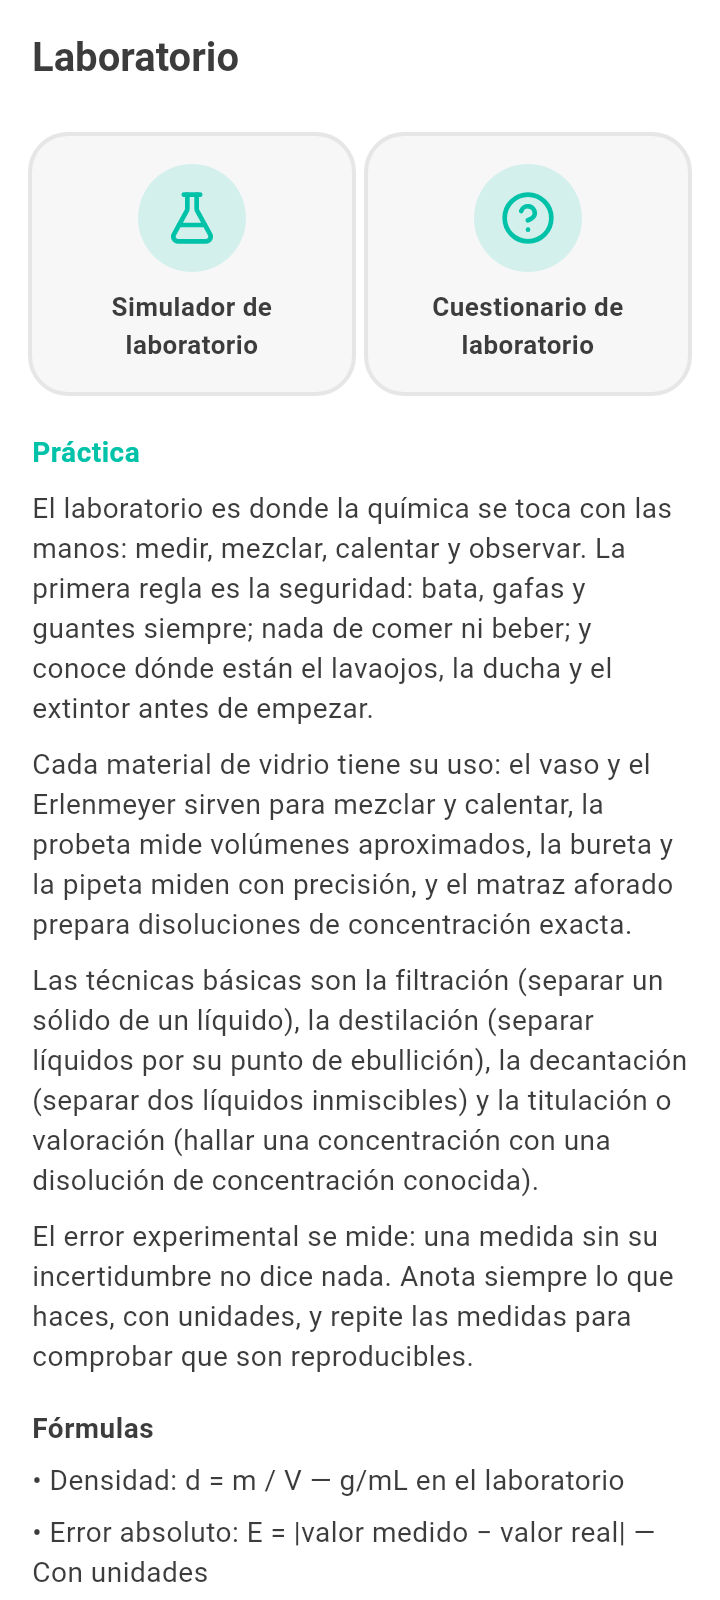 Laboratorio
Simulador de
laboratorio
Cuestionario de
laboratorio
Práctica
El laboratorio es donde la química se toca con las
manos: medir, mezclar, calentar y observar. La
primera regla es la seguridad: bata, gafas y
guantes siempre; nada de comer ni beber; y
conoce dónde están el lavaojos, la ducha y el
extintor antes de empezar.
Cada material de vidrio tiene su uso: el vaso y el
Erlenmeyer sirven para mezclar y calentar, la
probeta mide volúmenes aproximados, la bureta y
la pipeta miden con precisión, y el matraz aforado
prepara disoluciones de concentración exacta.
Las técnicas básicas son la filtración (separar un
sólido de un líquido), la destilación (separar
líquidos por su punto de ebullición), la decantación
(separar dos líquidos inmiscibles) y la titulación o
valoración (hallar una concentración con una
disolución de concentración conocida).
El error experimental se mide: una medida sin su
incertidumbre no dice nada. Anota siempre lo que
haces, con unidades, y repite las medidas para
comprobar que son reproducibles.
Fórmulas
• Densidad: d = m / V — g/mL en el laboratorio
• Error absoluto: E = |valor medido − valor real| —
Con unidades